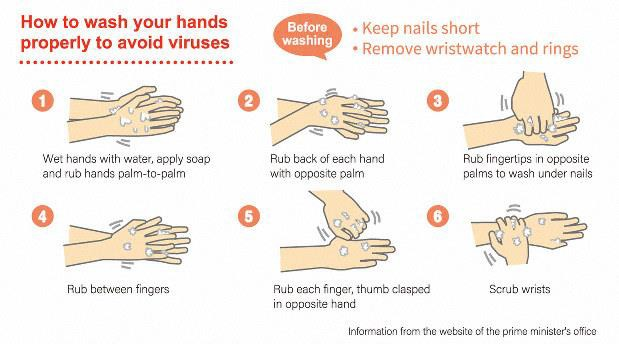 How to wash your hands
properly to avoid viruses
Before
washing
• Keep nails short
• Remove wristwatch and rings
1
Wet hands with water, apply soap
and rub hands palm-to-palm
2
Rub back of each hand
with opposite palm
3
Rub fingertips in opposite
palms to wash under nails
4
Rub between fingers
5
Rub each finger, thumb clasped
in opposite hand
6
Scrub wrists
Information from the website of the prime minister's office